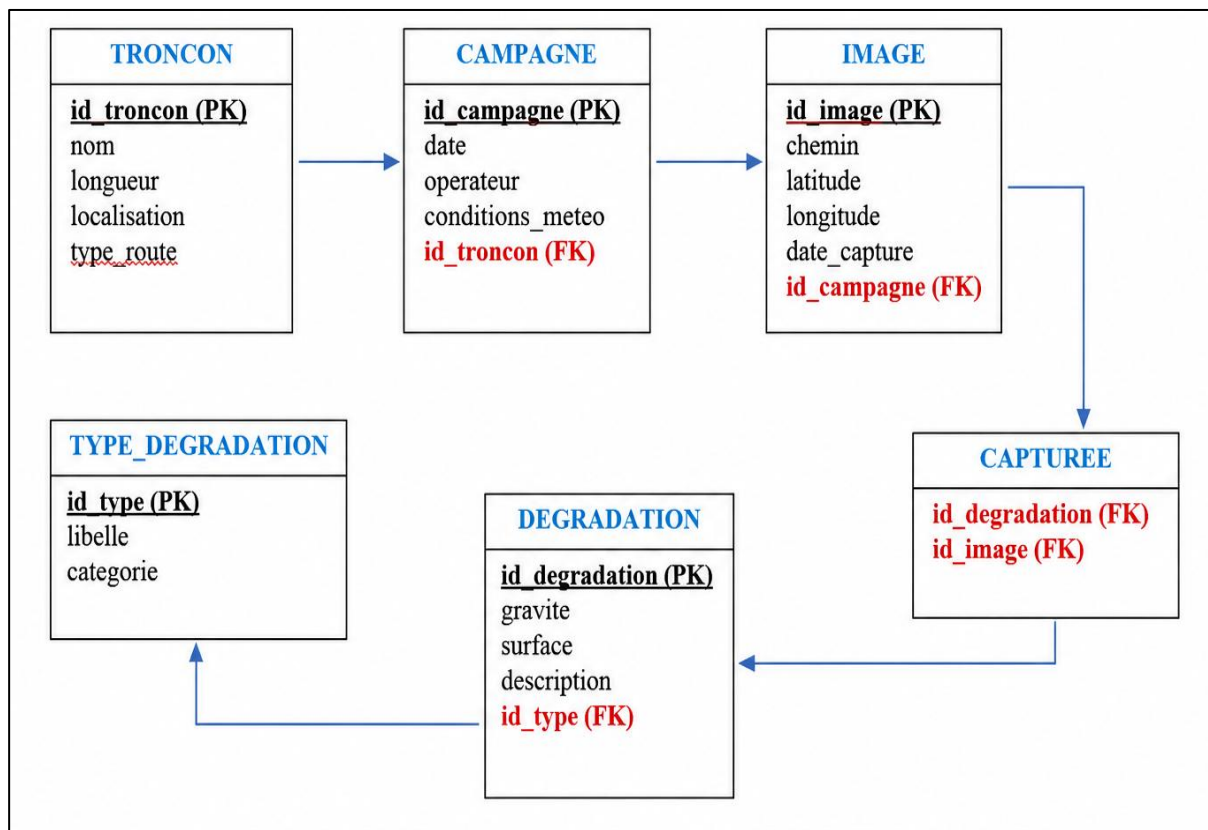 TRONCON
id_troncon (PK)
nom
longueur
localisation
type_route
CAMPAGNE
id_campagne (PK)
date
operateur
conditions_meteo
id_troncon (FK)
IMAGE
id_image (PK)
chemin
latitude
longitude
date_capture
id_campagne (FK)
TYPE_DEGRADATION
id_type (PK)
libelle
categorie
DEGRADATION
id_degradation (PK)
gravite
surface
description
id_type (FK)
CAPTUREE
id_degradation (FK)
id_image (FK)